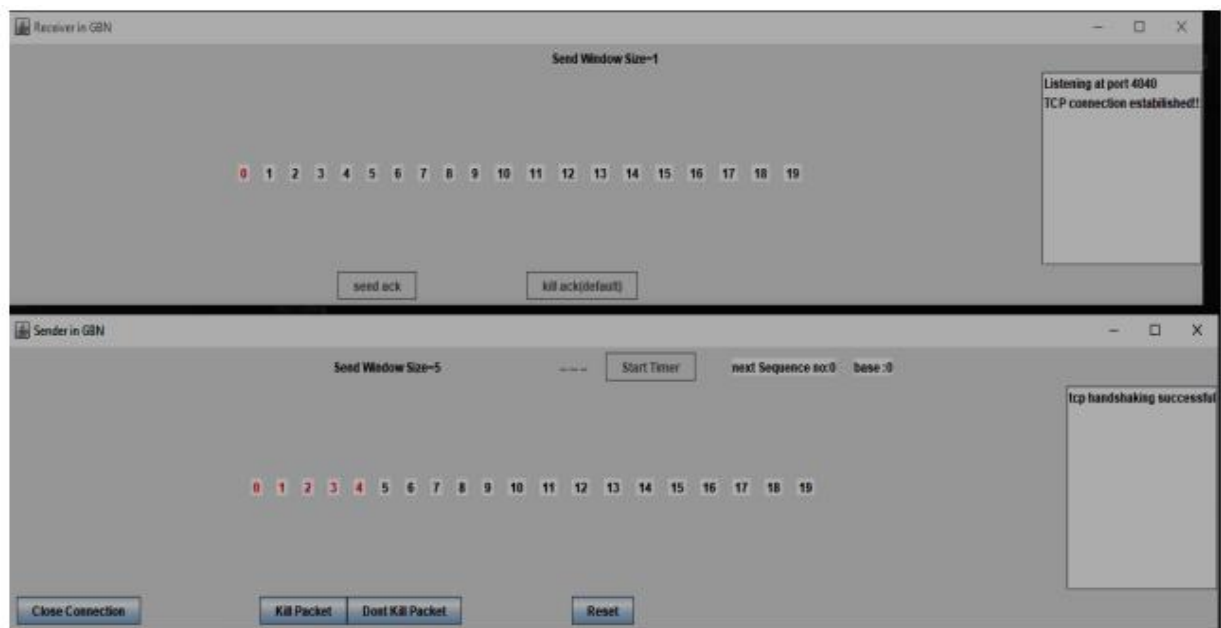 Receiver in GBN
Send Window Size=1
Listening at port 4040
TCP connection estabilished!!
0 1 2 3 4 5 6 7 8 9 10 11 12 13 14 15 16 17 18 19
send ack kill ack(default)
Sender in GBN
Send Window Size=5 --- Start Timer next Sequence no:0 base :0
tcp handshaking successful
0 1 2 3 4 5 6 7 8 9 10 11 12 13 14 15 16 17 18 19
Close Connection Kill Packet Dont Kill Packet Reset